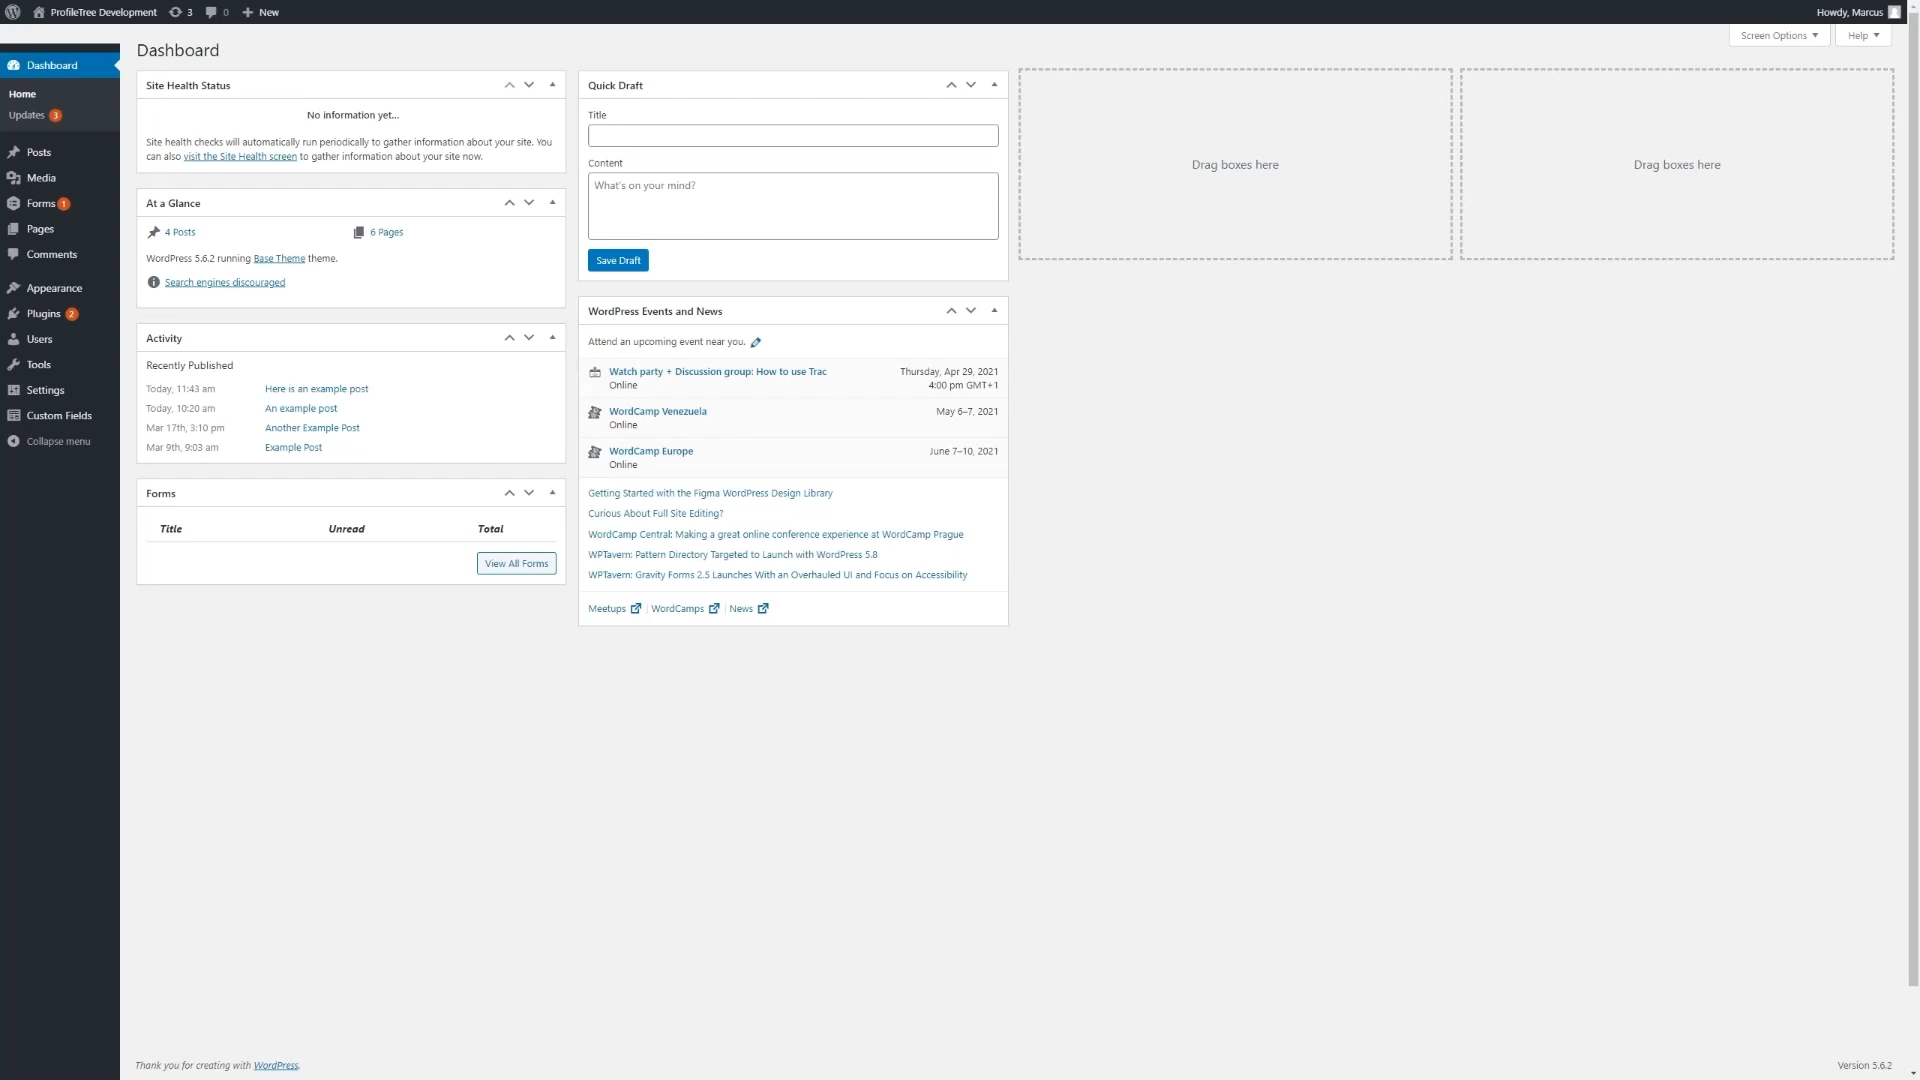 ProfileTree Development 3 0 New
Howdy, Marcus
Screen Options Help
Dashboard
Home
Updates 3
Posts
Media
Forms 1
Pages
Comments
Appearance
Plugins 2
Users
Tools
Settings
Custom Fields
Collapse menu
Dashboard
Site Health Status
No information yet...
Site health checks will automatically run periodically to gather information about your site. You
can also visit the Site Health screen to gather information about your site now.
At a Glance
4 Posts 6 Pages
WordPress 5.6.2 running Base Theme theme.
Search engines discouraged
Activity
Recently Published
Today, 11:43 am Here is an example post
Today, 10:20 am An example post
Mar 17th, 3:10 pm Another Example Post
Mar 9th, 9:03 am Example Post
Forms
Title Unread Total
View All Forms
Quick Draft
Title
Content
What's on your mind?
Save Draft
WordPress Events and News
Attend an upcoming event near you.
Watch party + Discussion group: How to use Trac Thursday, Apr 29, 2021
Online 4:00 pm GMT+1
WordCamp Venezuela May 6–7, 2021
Online
WordCamp Europe June 7–10, 2021
Online
Getting Started with the Figma WordPress Design Library
Curious About Full Site Editing?
WordCamp Central: Making a great online conference experience at WordCamp Prague
WPTavern: Pattern Directory Targeted to Launch with WordPress 5.8
WPTavern: Gravity Forms 2.5 Launches With an Overhauled UI and Focus on Accessibility
Meetups | WordCamps | News
Drag boxes here
Drag boxes here
Thank you for creating with WordPress.
Version 5.6.2